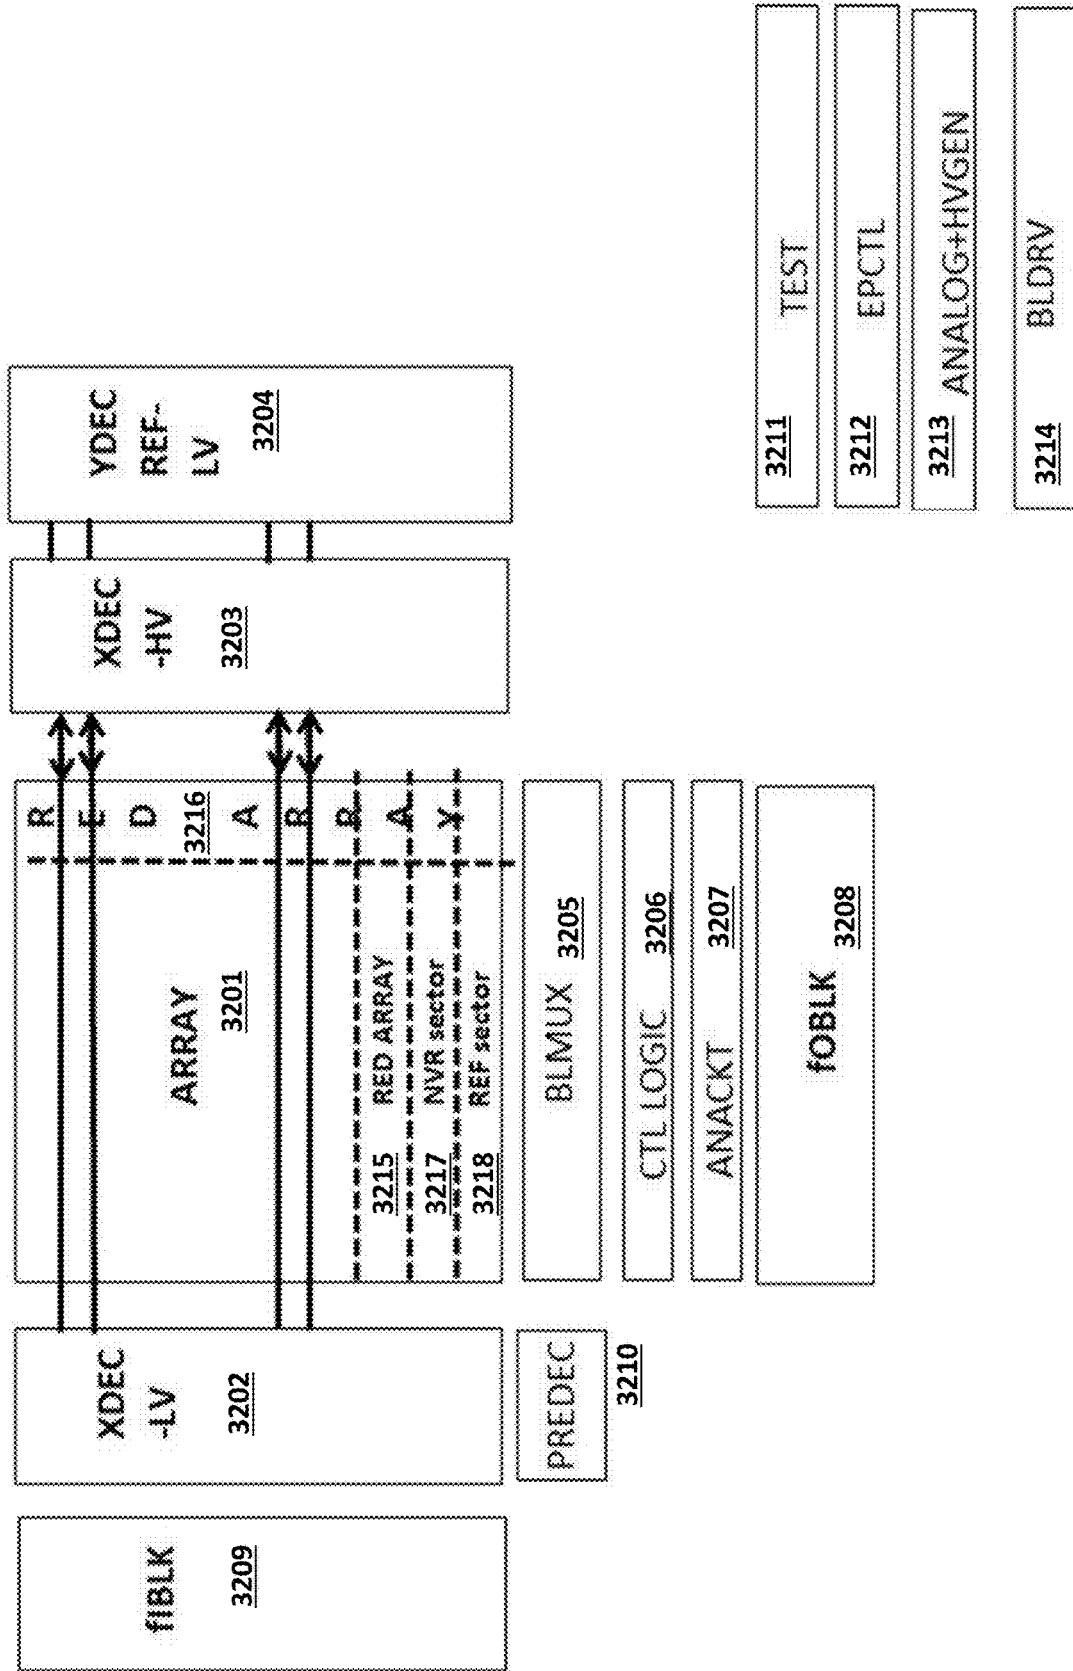 fIBLK
3209
XDEC
-LV
3202
PREDEC
3210
ARRAY
3201
RED ARRAY
3216
3215
RED ARRAY
3217
NVR sector
3218
REF sector
BLMUX
3205
CTL LOGIC
3206
ANACKT
3207
fOBLK
3208
XDEC
-HV
3203
YDEC
REF-
LV
3204
3211
TEST
3212
EPCTL
3213
ANALOG+HVGEN
3214
BLDRV